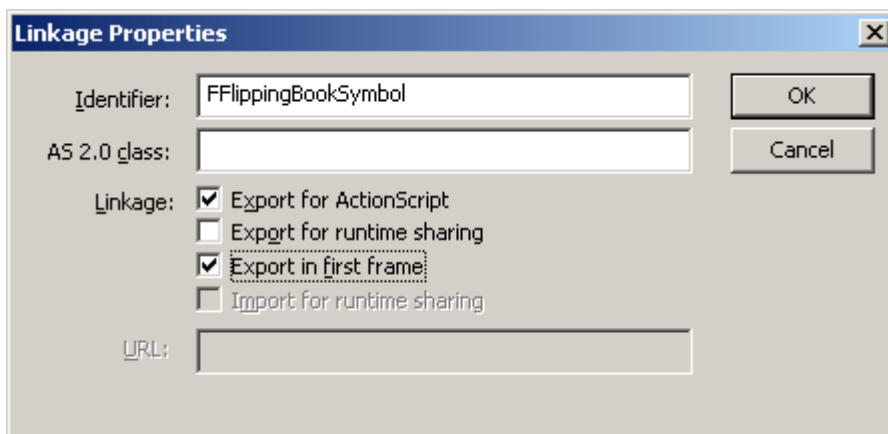 Linkage Properties
Identifier: FFlippingBookSymbol OK
AS 2.0 class: Cancel
Linkage: Export for ActionScript
Export for runtime sharing
Export in first frame
Import for runtime sharing
URL: